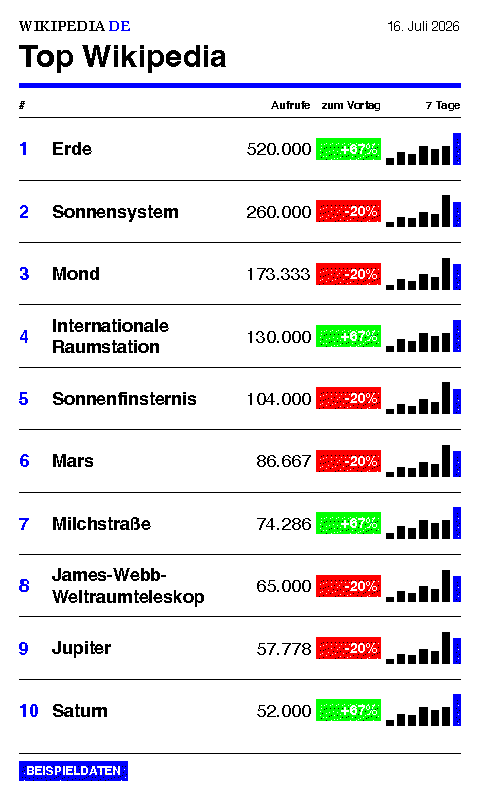 WIKIPEDIA DE 16. Juli 2026
Top Wikipedia
# Aufrufe zum Vortag 7 Tage
1 Erde 520.000 +67%
2 Sonnensystem 260.000 -20%
3 Mond 173.333 -20%
4 Internationale Raumstation 130.000 +67%
5 Sonnenfinsternis 104.000 -20%
6 Mars 86.667 -20%
7 Milchstraße 74.286 +67%
8 James-Webb-Weltraumteleskop 65.000 -20%
9 Jupiter 57.778 -20%
10 Saturn 52.000 +67%
BEISPIELDATEN